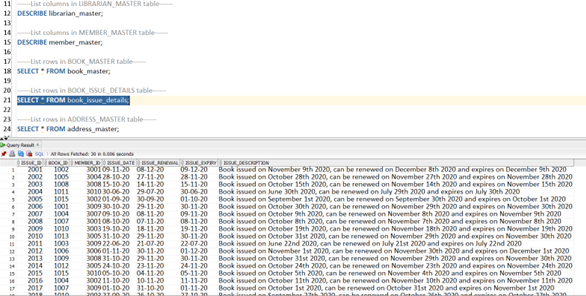 11 -----List columns in LIBRARIAN_MASTER table-----
12 DESCRIBE librarian_master;
13
14 -----List columns in MEMBER_MASTER table-----
15 DESCRIBE member_master;
16
17 -----List rows in BOOK_MASTER table-----
18 SELECT * FROM book_master;
19
20 -----List rows in BOOK_ISSUE_DETAILS table-----
21 SELECT * FROM book_issue_details;
22
23 -----List rows in ADDRESS_MASTER table-----
24 SELECT * FROM address_master;
Query Result
SQL | All Rows Fetched: 30 in 0.006 seconds
ISSUE_ID BOOK_ID MEMBER_ID ISSUE_DATE ISSUE_RENEWAL ISSUE_EXPIRY ISSUE_DESCRIPTION
1 2001 1002 3001 09-11-20 08-12-20 09-12-20 Book issued on November 9th 2020, can be renewed on December 8th 2020 and expires on December 9th 2020
2 2002 1005 3004 28-10-20 27-11-20 28-11-20 Book issued on October 28th 2020, can be renewed on November 27th 2020 and expires on November 28th 2020
3 2003 1008 3008 15-10-20 14-11-20 15-11-20 Book issued on October 15th 2020, can be renewed on November 14th 2020 and expires on November 15th 2020
4 2004 1011 3010 30-06-20 29-07-20 30-06-20 Book issued on June 30th 2020, can be renewed on July 29th 2020 and expires on July 30th 2020
5 2005 1015 3002 01-09-20 30-09-20 01-10-20 Book issued on September 1st 2020, can be renewed on September 30th 2020 and expires on October 1st 2020
6 2006 1001 3009 30-10-20 29-11-20 30-11-20 Book issued on October 30th 2020, can be renewed on November 29th 2020 and expires on November 30th 2020
7 2007 1004 3007 09-10-20 08-11-20 09-11-20 Book issued on October 9th 2020, can be renewed on November 8th 2020 and expires on November 9th 2020
8 2008 1007 3001 08-10-20 07-11-20 08-11-20 Book issued on October 8th 2020, can be renewed on November 7th 2020 and expires on November 8th 2020
9 2009 1010 3003 19-10-20 18-11-20 19-11-20 Book issued on October 19th 2020, can be renewed on November 18th 2020 and expires on November 19th 2020
10 2010 1013 3005 31-10-20 29-11-20 30-11-20 Book issued on October 31st 2020, can be renewed on November 29th 2020 and expires on November 30th 2020
11 2011 1003 3009 22-06-20 21-07-20 22-07-20 Book issued on June 22nd 2020, can be renewed on July 21st 2020 and expires on July 22nd 2020
12 2012 1006 3006 01-11-20 30-11-20 01-12-20 Book issued on November 1st 2020, can be renewed on November 30th 2020 and expires on December 1st 2020
13 2013 1009 3008 31-10-20 29-11-20 30-11-20 Book issued on October 31st 2020, can be renewed on November 29th 2020 and expires on November 30th 2020
14 2014 1012 3005 24-10-20 23-11-20 24-11-20 Book issued on October 24th 2020, can be renewed on November 23rd 2020 and expires on November 24th 2020
15 2015 1015 3010 05-10-20 04-11-20 05-11-20 Book issued on October 5th 2020, can be renewed on November 4th 2020 and expires on November 5th 2020
16 2016 1004 3002 11-10-20 10-11-20 11-11-20 Book issued on October 11th 2020, can be renewed on November 10th 2020 and expires on November 11th 2020
17 2017 1007 3009 01-10-20 31-10-20 01-11-20 Book issued on October 1st 2020, can be renewed on October 31st 2020 and expires on November 1st 2020